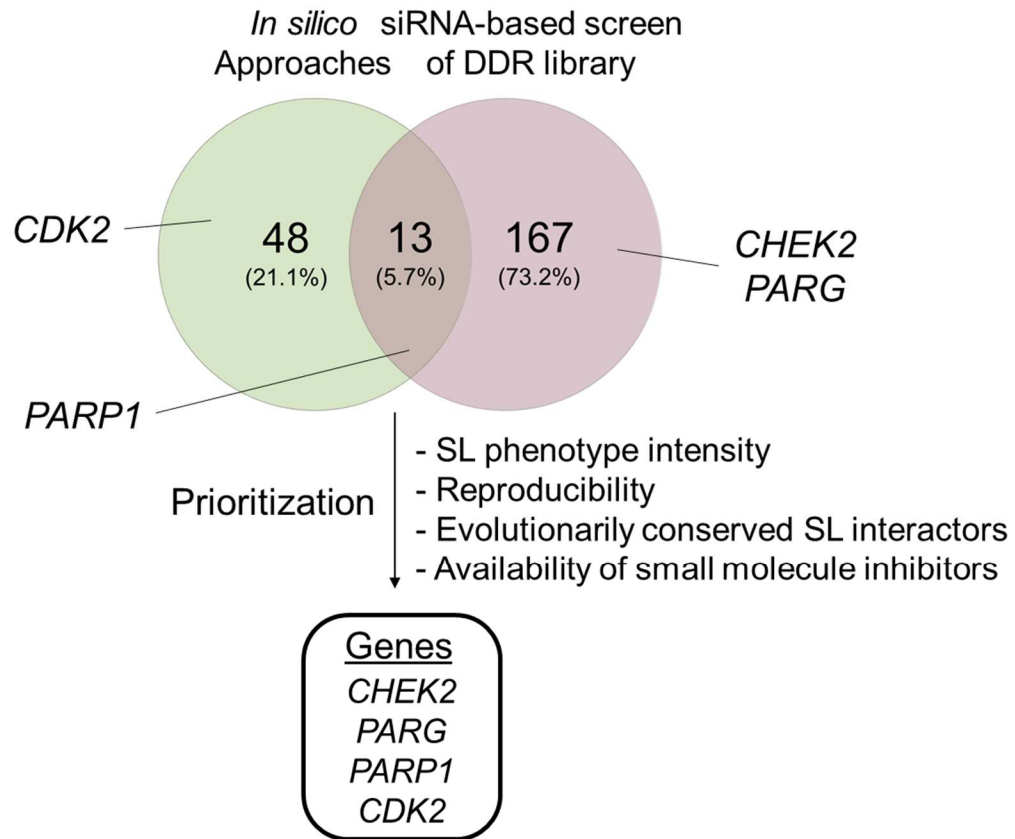 In silico siRNA-based screen
Approaches of DDR library
CDK2
48
(21.1%)
13
(5.7%)
167
(73.2%)
CHEK2
PARG
PARP1
Prioritization
- SL phenotype intensity
- Reproducibility
- Evolutionarily conserved SL interactors
- Availability of small molecule inhibitors
Genes
CHEK2
PARG
PARP1
CDK2